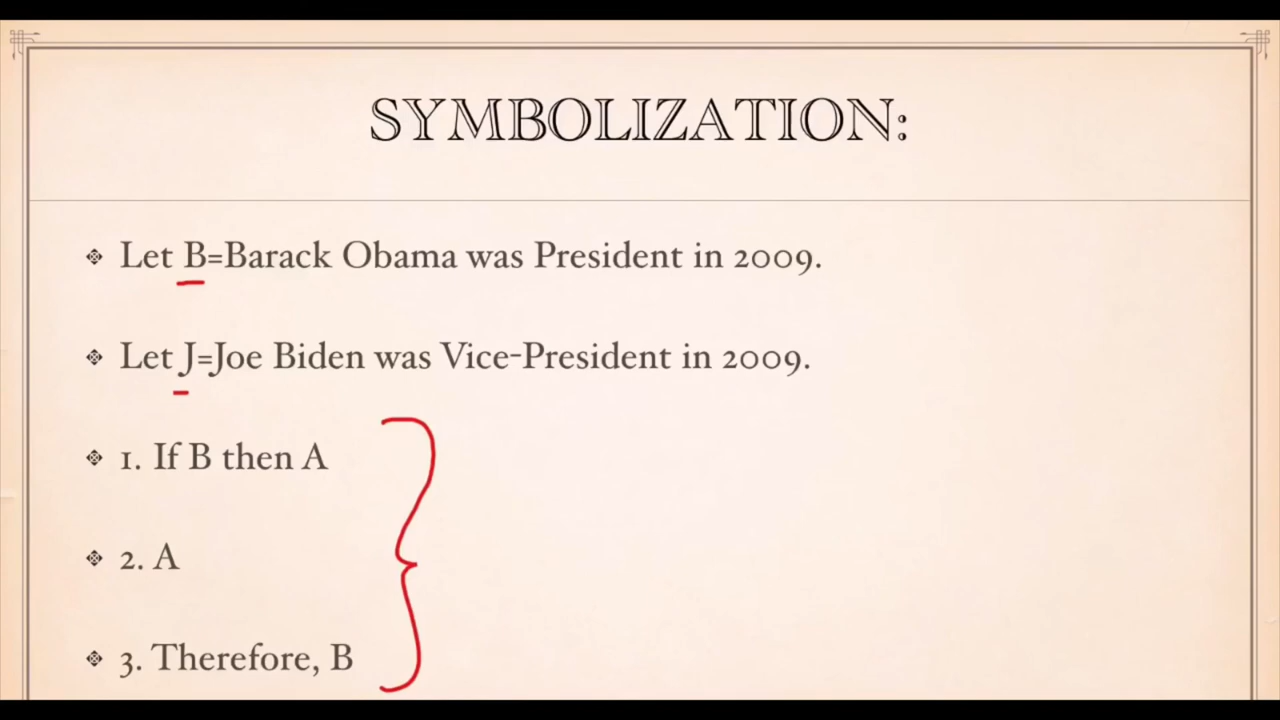 SYMBOLIZATION:
Let B=Barack Obama was President in 2009.
Let J=Joe Biden was Vice-President in 2009.
1. If B then A
2. A
3. Therefore, B